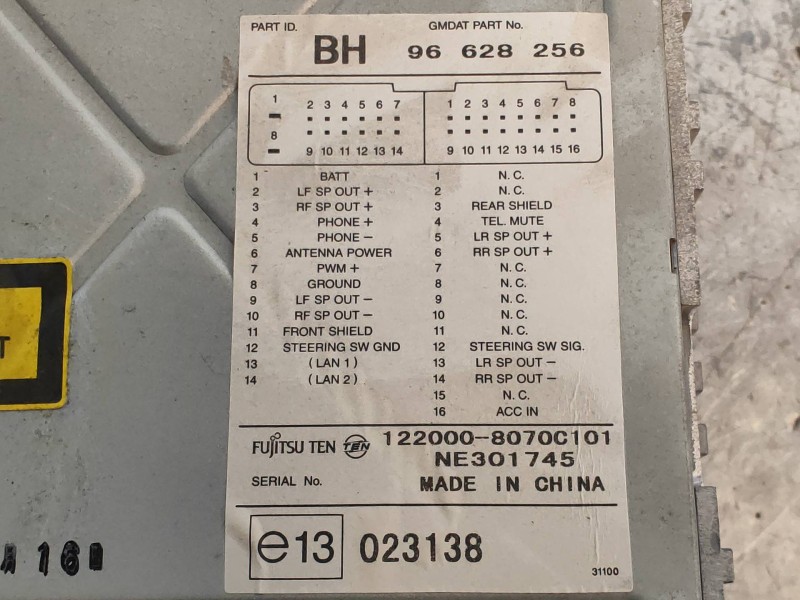 PART ID. GMDAT PART No.
BH 96 628 256
1 2 3 4 5 6 7 1 2 3 4 5 6 7 8
8 9 10 11 12 13 14 9 10 11 12 13 14 15 16
1 BATT 1 N.C.
2 LF SP OUT + 2 N.C.
3 RF SP OUT + 3 REAR SHIELD
4 PHONE + 4 TEL. MUTE
5 PHONE − 5 LR SP OUT +
6 ANTENNA POWER 6 RR SP OUT +
7 PWM + 7 N.C.
8 GROUND 8 N.C.
9 LF SP OUT − 9 N.C.
10 RF SP OUT − 10 N.C.
11 FRONT SHIELD 11 N.C.
12 STEERING SW GND 12 STEERING SW SIG.
13 (LAN 1) 13 LR SP OUT −
14 (LAN 2) 14 RR SP OUT −
15 N.C.
16 ACC IN
FUJITSU TEN TEN 122000-8070C101
NE301745
SERIAL No. MADE IN CHINA
e13 023138
31100
T